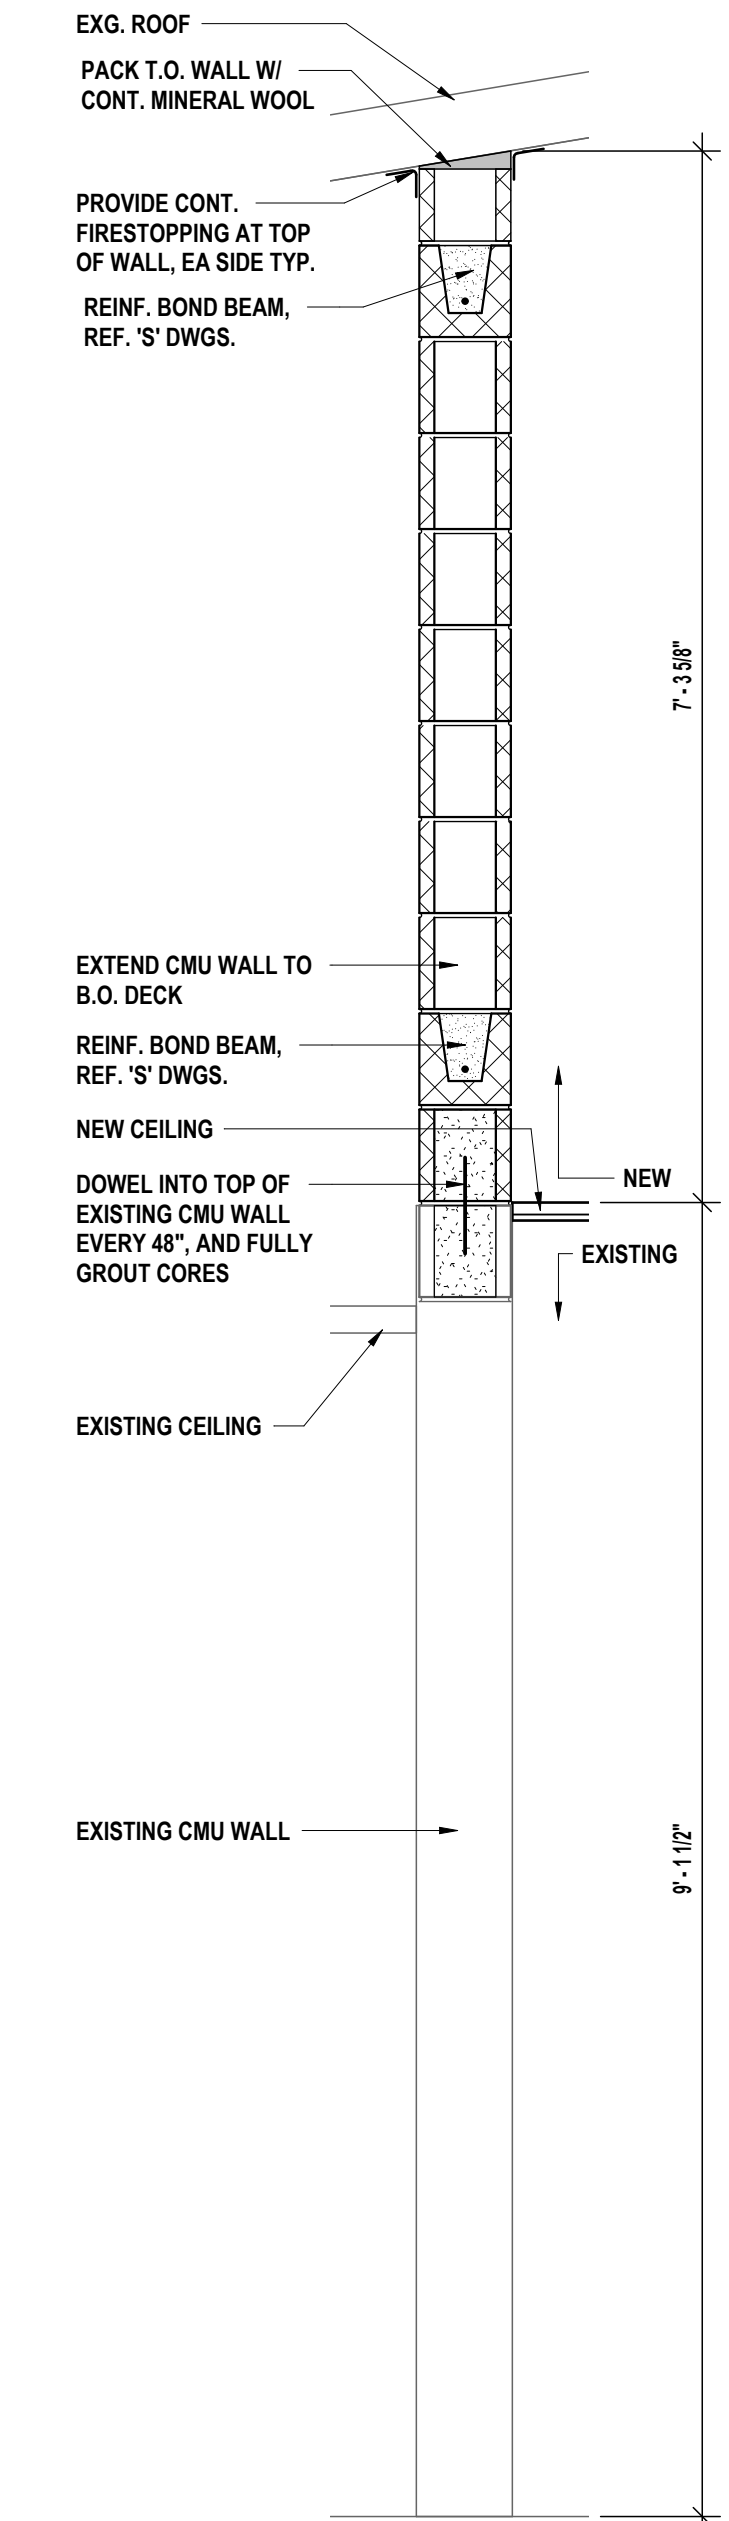 EXG. ROOF
PACK T.O. WALL W/
CONT. MINERAL WOOL
PROVIDE CONT.
FIRESTOPPING AT TOP
OF WALL, EA SIDE TYP.
REINF. BOND BEAM,
REF. 'S' DWGS.
7' - 3 5/8"
EXTEND CMU WALL TO
B.O. DECK
REINF. BOND BEAM,
REF. 'S' DWGS.
NEW CEILING
NEW
DOWEL INTO TOP OF
EXISTING CMU WALL
EVERY 48", AND FULLY
GROUT CORES
EXISTING
EXISTING CEILING
EXISTING CMU WALL
9' - 1 1/2"